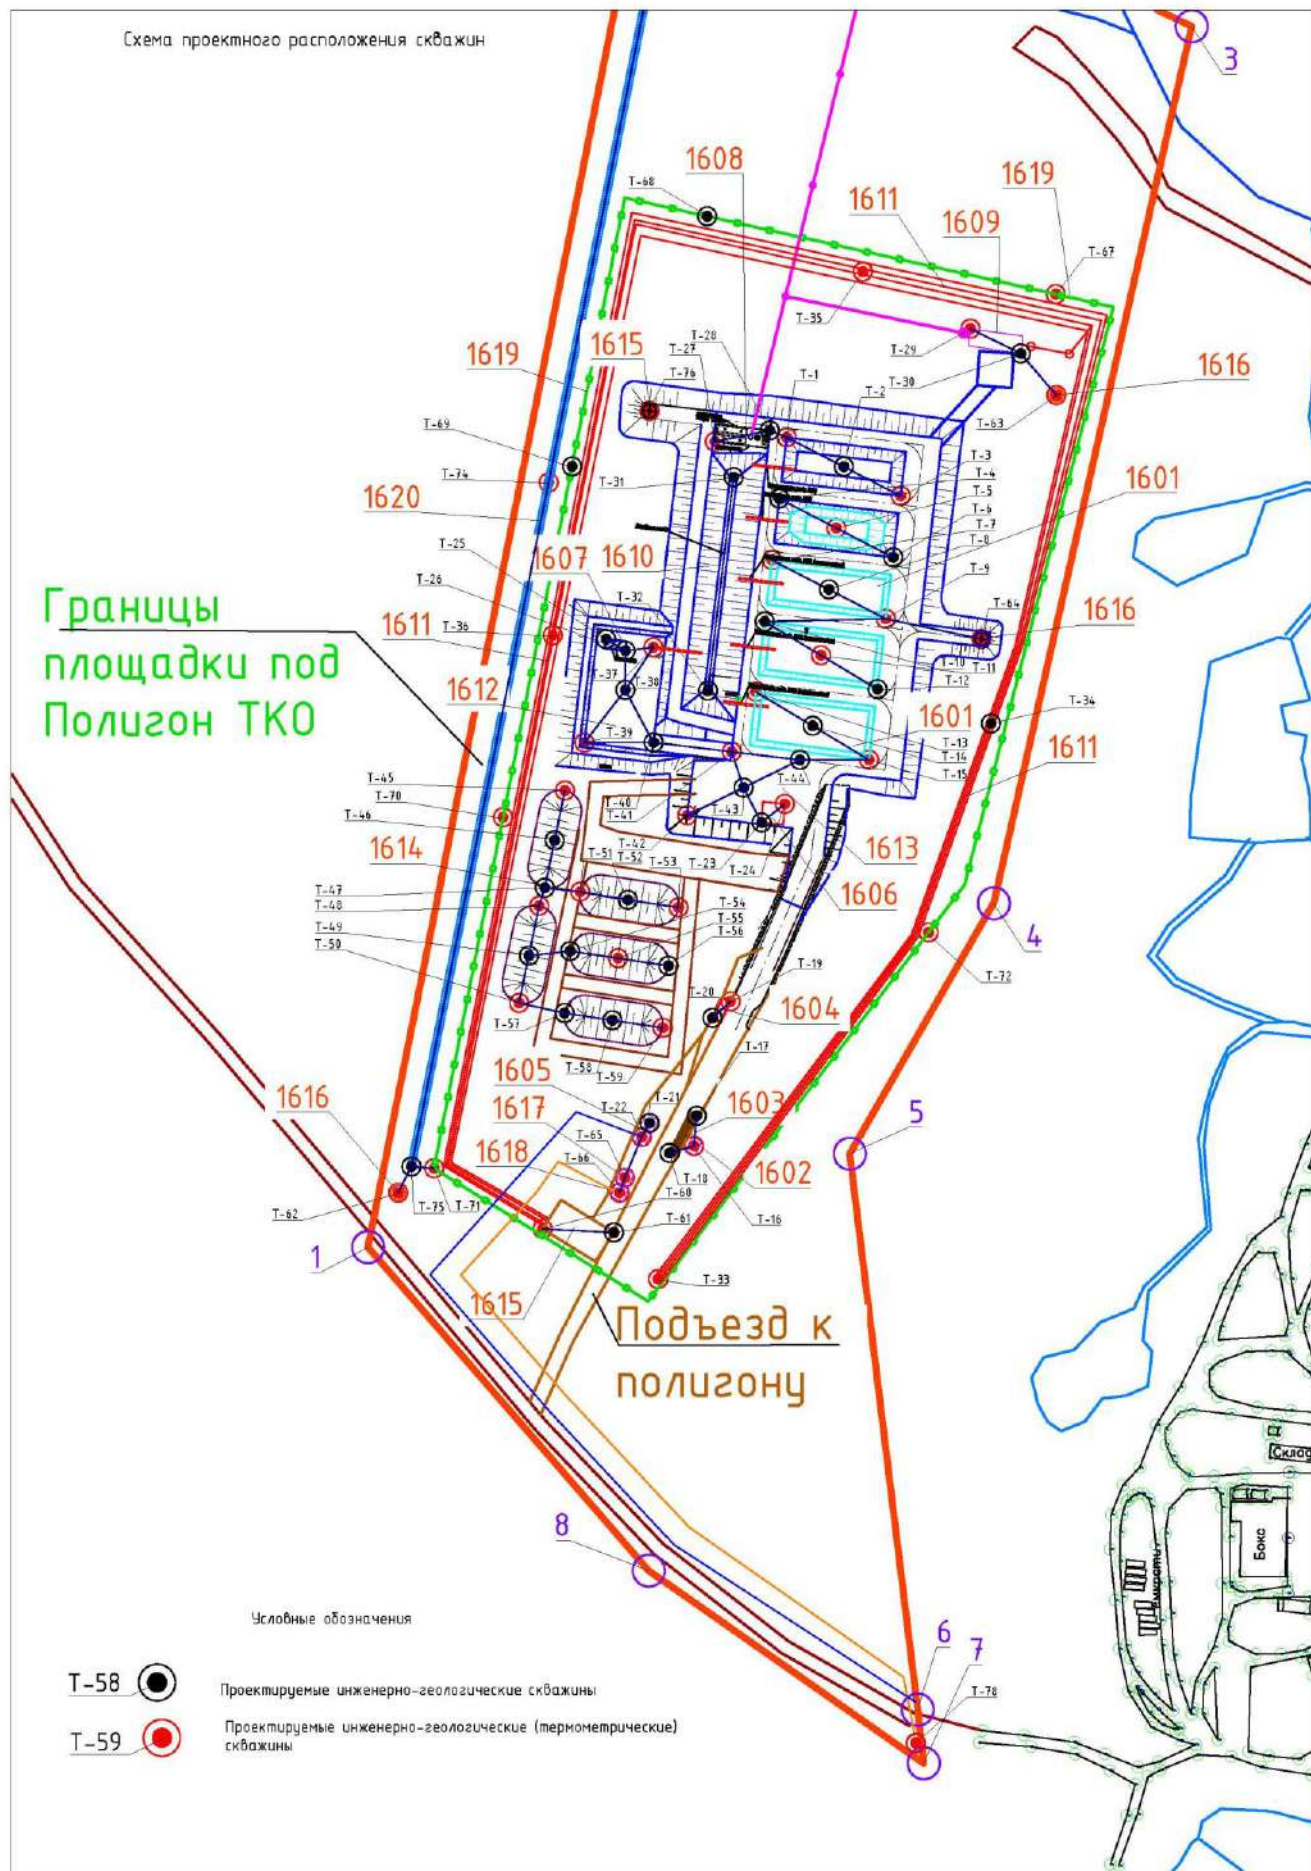 Схема проектного расположения скважин
3
1608
Т-68
1619
1611
1609
Т-67
Т-35
Т-28
Т-29
1615
Т-27
1619
Т-1
Т-30
1616
Т-76
Т-2
Т-63
Т-69
Т-3
Т-4
Т-74
Т-31
1601
Т-5
1620
Т-6
Т-7
Т-25
1607
1610
Т-8
Т-26
Т-9
Границы
площадки под
Полигон ТКО
Т-32
Т-64
1616
1611
Т-36
Т-10
Т-11
Т-37
Т-38
Т-12
1612
1601
Т-34
Т-39
Т-13
1611
Т-14
Т-45
Т-44
Т-15
Т-70
Т-40
Т-43
Т-46
Т-41
1614
Т-42
1613
Т-51
Т-52
Т-53
Т-23
Т-24
Т-47
1606
Т-48
Т-54
4
Т-49
Т-55
Т-50
Т-56
Т-72
Т-19
Т-20
1604
Т-57
Т-17
Т-58
Т-59
1605
1616
Т-21
Т-22
1603
5
1617
Т-65
1618
Т-66
1602
Т-18
Т-60
Т-62
Т-75
Т-71
Т-61
Т-16
1
Т-33
1615
Подъезд к
полигону
Склад
8
Бокс
Условные обозначения
6
7
Т-58
Проектируемые инженерно-геологические скважины
Т-78
Т-59
Проектируемые инженерно-геологические (термометрические)
скважины